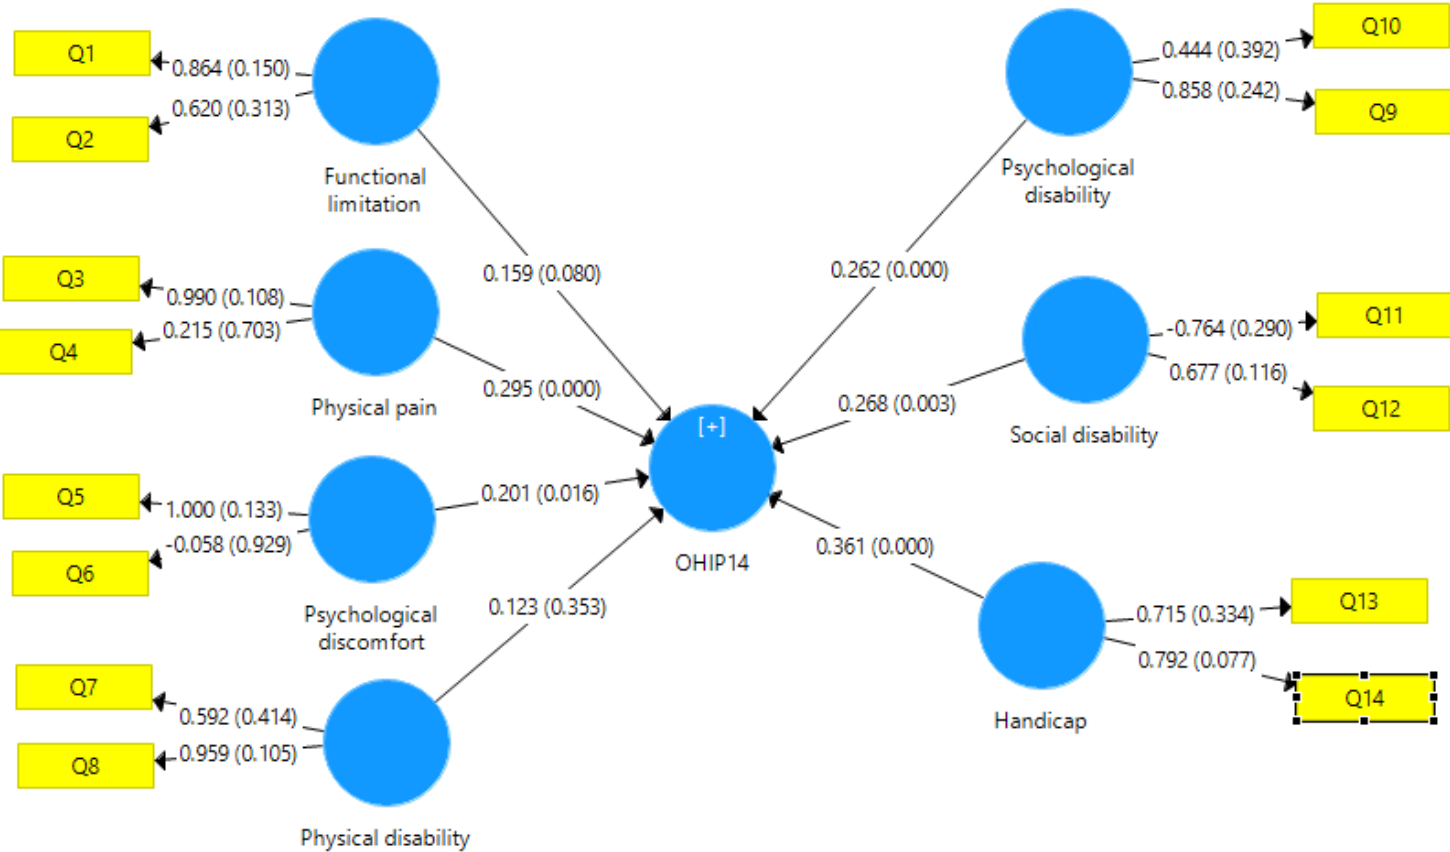 Q1
0.864 (0.150)
0.620 (0.313)
Q2
Functional
limitation
0.159 (0.080)
Q3
0.990 (0.108)
0.215 (0.703)
Q4
Physical pain
0.295 (0.000)
Q5
1.000 (0.133)
-0.058 (0.929)
Q6
Psychological
discomfort
0.201 (0.016)
Q7
0.592 (0.414)
0.959 (0.105)
Q8
Physical disability
0.123 (0.353)
[+]
OHIP14
Q10
0.444 (0.392)
0.858 (0.242)
Q9
Psychological
disability
0.262 (0.000)
Q11
-0.764 (0.290)
0.677 (0.116)
Q12
Social disability
0.268 (0.003)
0.361 (0.000)
Q13
0.715 (0.334)
0.792 (0.077)
Q14
Handicap